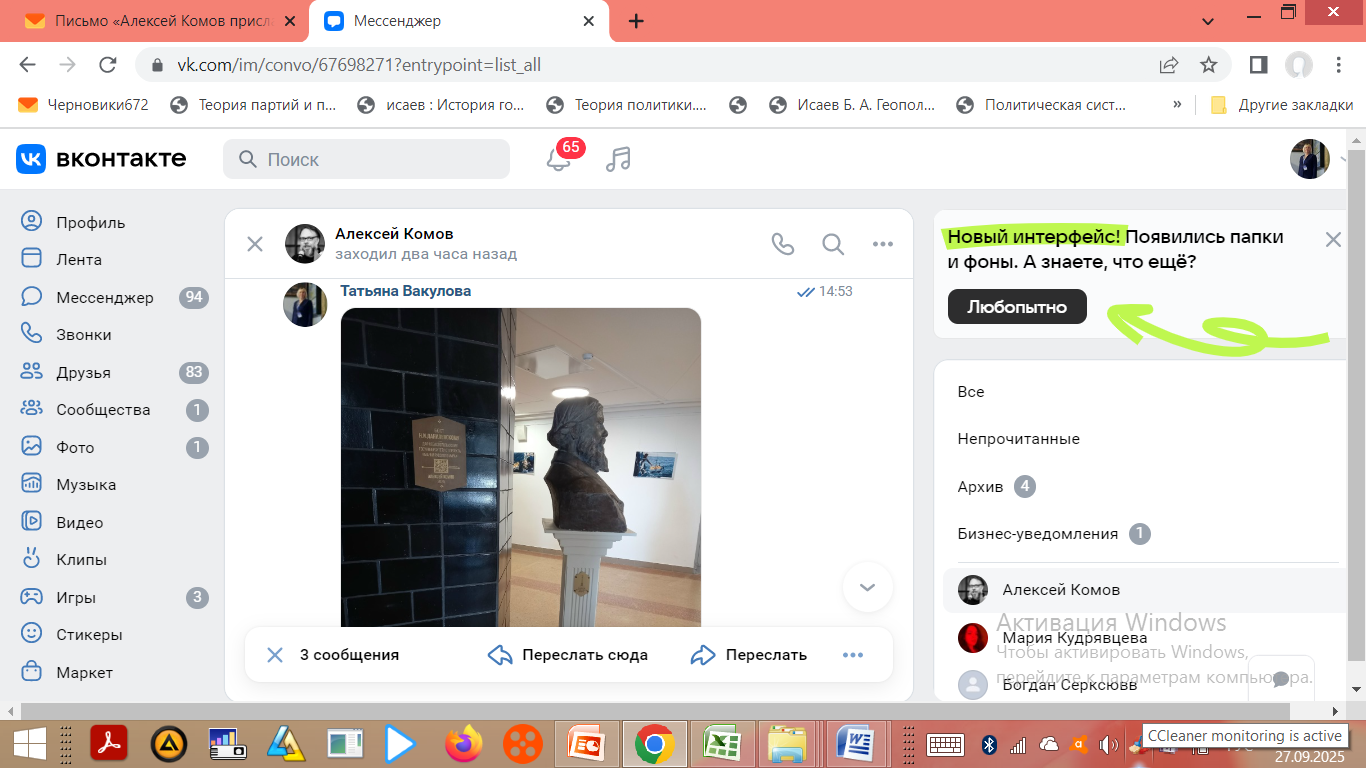 Письмо «Алексей Комов присла
Мессенджер
vk.com/im/convo/67698271?entrypoint=list_all
Черновики672
Теория партий и п...
исаев : История го...
Теория политики....
Исаев Б. А. Геопол...
Политическая сист...
»
Другие закладки
вконтакте
Поиск
65
Профиль
Лента
Мессенджер 94
Звонки
Друзья 83
Сообщества 1
Фото 1
Музыка
Видео
Клипы
Игры 3
Стикеры
Маркет
Алексей Комов
заходил два часа назад
Татьяна Вакулова
14:53
3 сообщения
Переслать сюда
Переслать
Новый интерфейс! Появились папки
и фоны. А знаете, что ещё?
Любопытно
Все
Непрочитанные
Архив 4
Бизнес-уведомления 1
Алексей Комов
Мария Кудрявцева
Богдан Серксювв
Активация Windows
Чтобы активировать Windows,
перейдите к параметрам компьютера.
CCleaner monitoring is active
27.09.2025